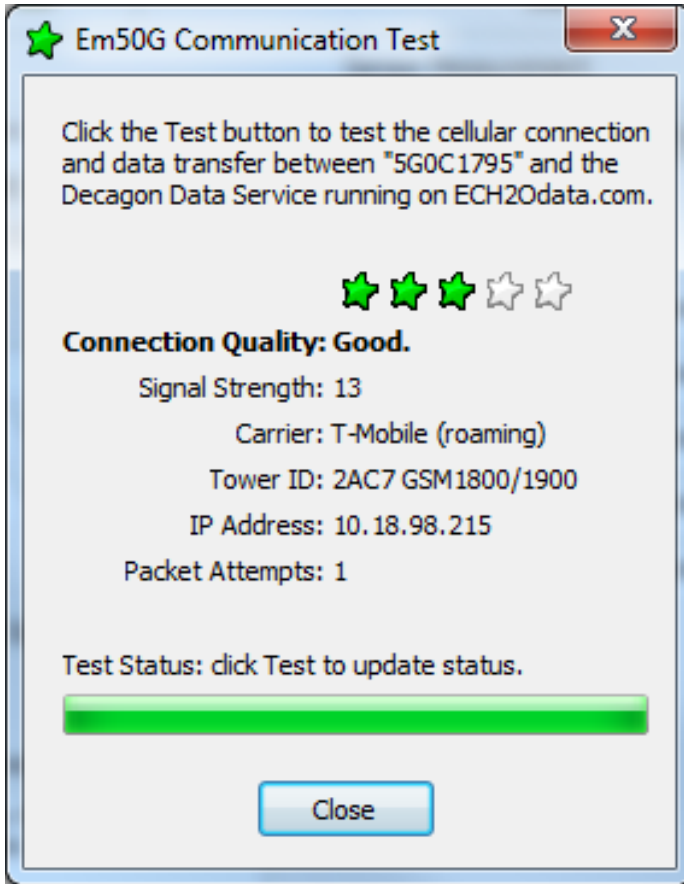 Em50G Communication Test
Click the Test button to test the cellular connection
and data transfer between "5G0C1795" and the
Decagon Data Service running on ECH2Odata.com.
Connection Quality: Good.
Signal Strength: 13
Carrier: T-Mobile (roaming)
Tower ID: 2AC7 GSM1800/1900
IP Address: 10.18.98.215
Packet Attempts: 1
Test Status: click Test to update status.
Close